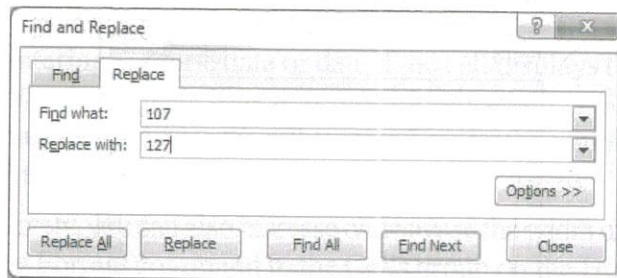 Find and Replace
Find Replace
Find what: 107
Replace with: 127
Options >>
Replace All Replace Find All Find Next Close